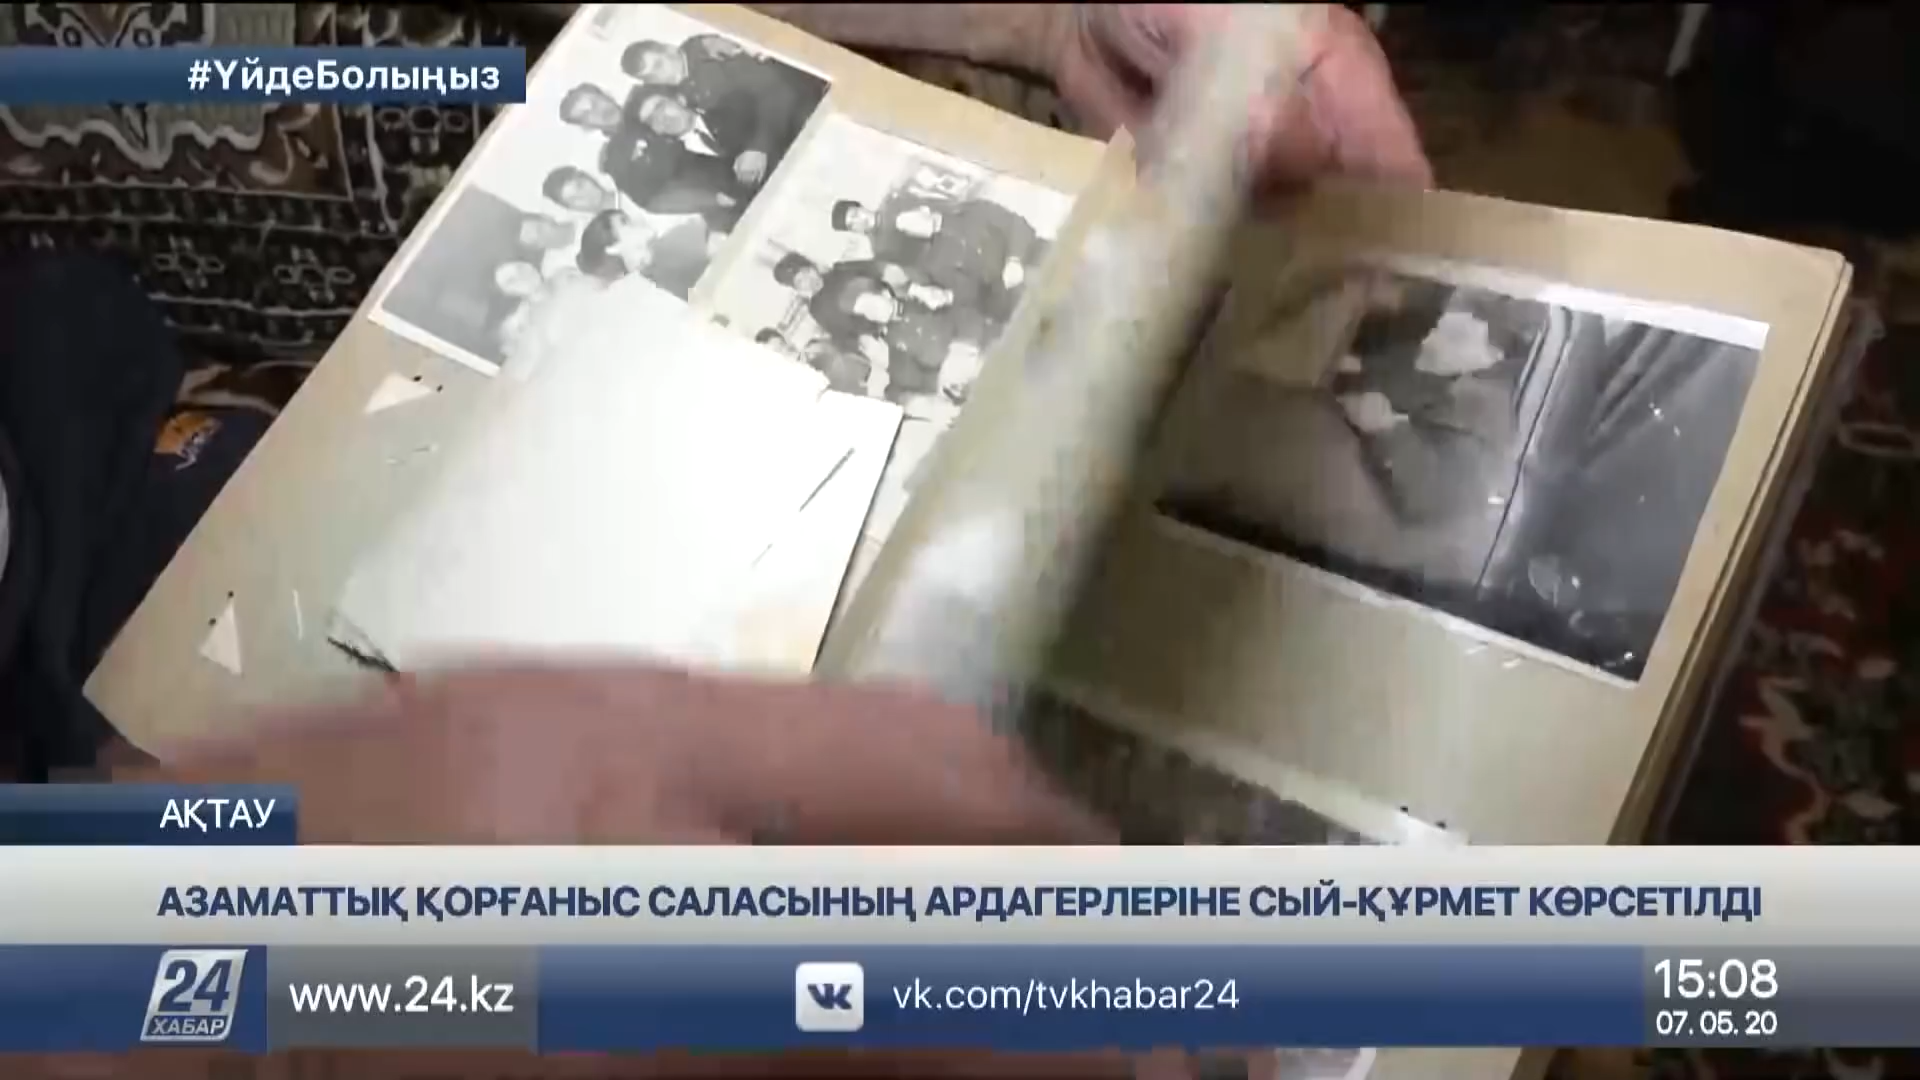 #ҮйдеБолыңыз
АҚТАУ
АЗАМАТТЫҚ ҚОРҒАНЫС САЛАСЫНЫҢ АРДАГЕРЛЕРІНЕ СЫЙ-ҚҰРМЕТ КӨРСЕТІЛДІ
24
ХАБАР
www.24.kz
vk.com/tvkhabar24
15:08
07.05.20